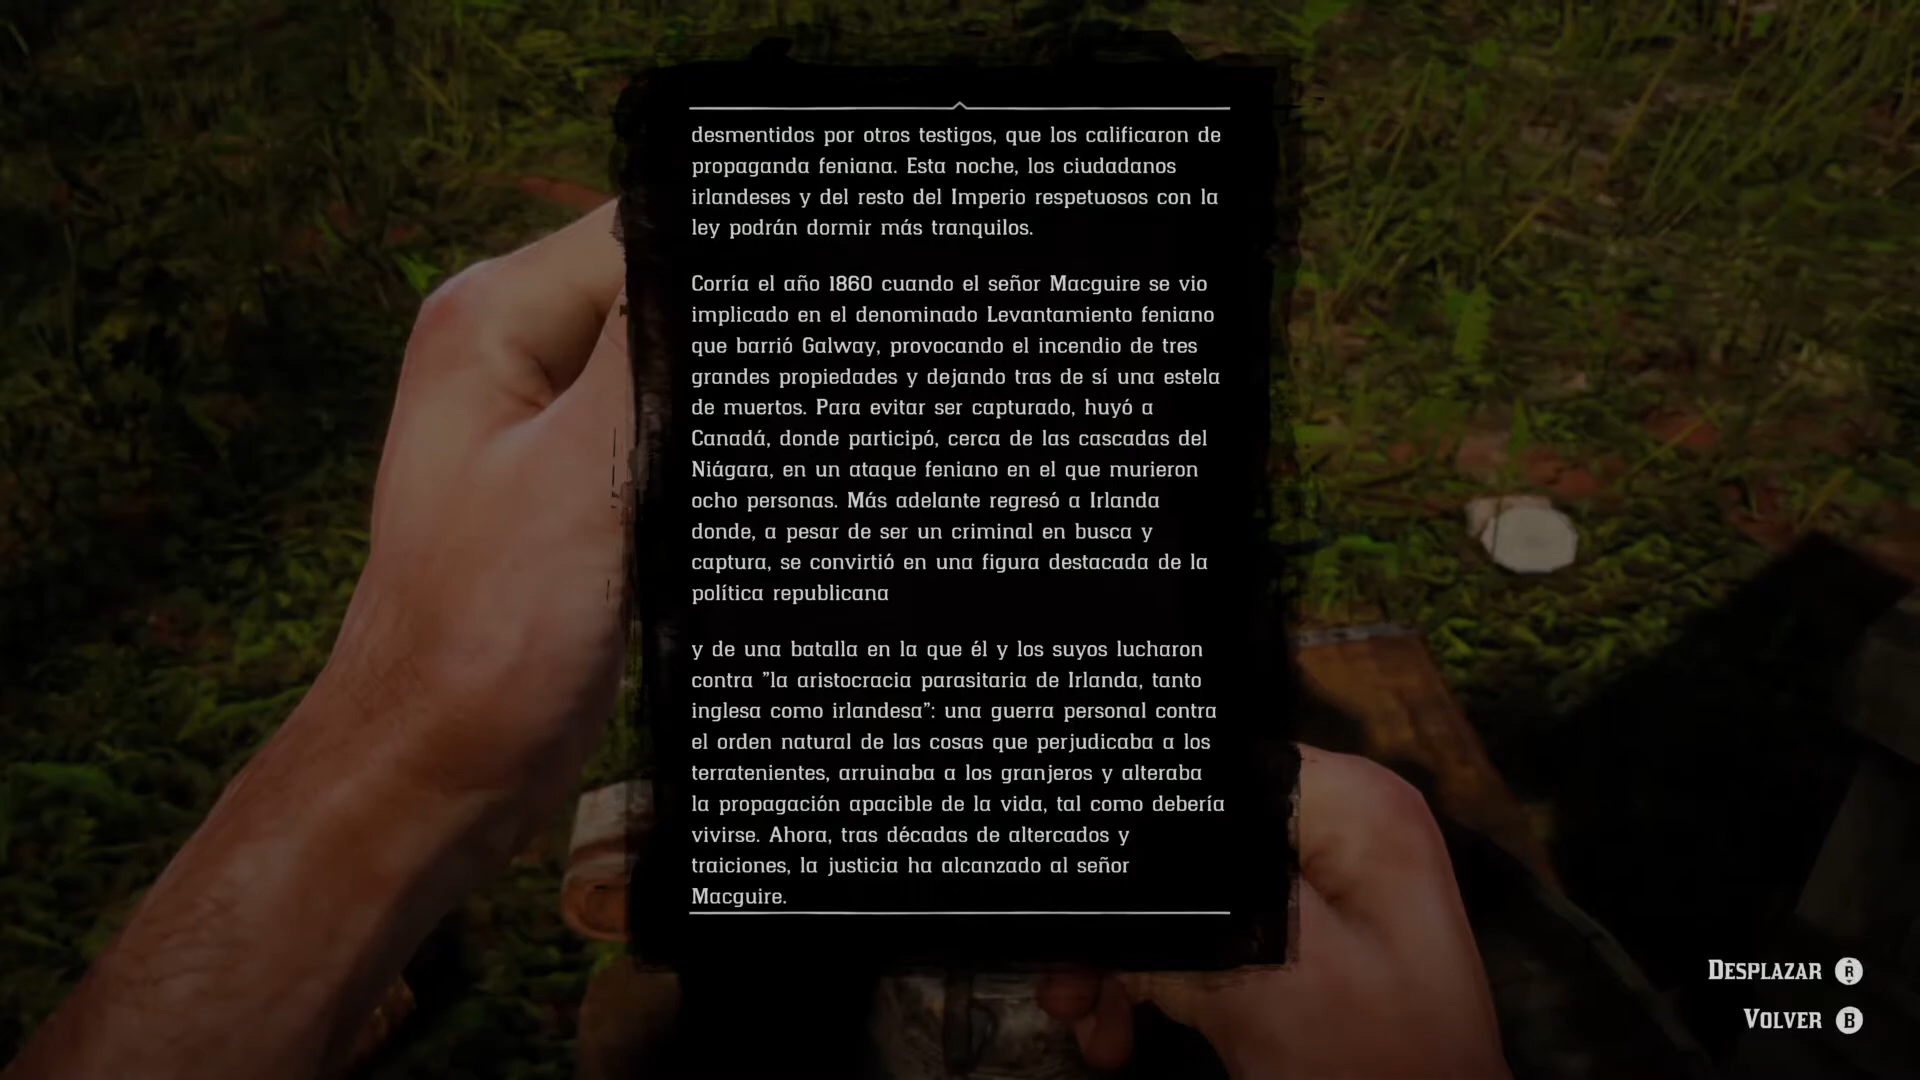 desmentidos por otros testigos, que los calificaron de
propaganda feniana. Esta noche, los ciudadanos
irlandeses y del resto del Imperio respetuosos con la
ley podrán dormir más tranquilos.
Corría el año 1860 cuando el señor Macguire se vio
implicado en el denominado Levantamiento feniano
que barrió Galway, provocando el incendio de tres
grandes propiedades y dejando tras de sí una estela
de muertos. Para evitar ser capturado, huyó a
Canadá, donde participó, cerca de las cascadas del
Niágara, en un ataque feniano en el que murieron
ocho personas. Más adelante regresó a Irlanda
donde, a pesar de ser un criminal en busca y
captura, se convirtió en una figura destacada de la
política republicana
y de una batalla en la que él y los suyos lucharon
contra ”la aristocracia parasitaria de Irlanda, tanto
inglesa como irlandesa”: una guerra personal contra
el orden natural de las cosas que perjudicaba a los
terratenientes, arruinaba a los granjeros y alteraba
la propagación apacible de la vida, tal como debería
vivirse. Ahora, tras décadas de altercados y
traiciones, la justicia ha alcanzado al señor
Macguire.
DESPLAZAR R
VOLVER B